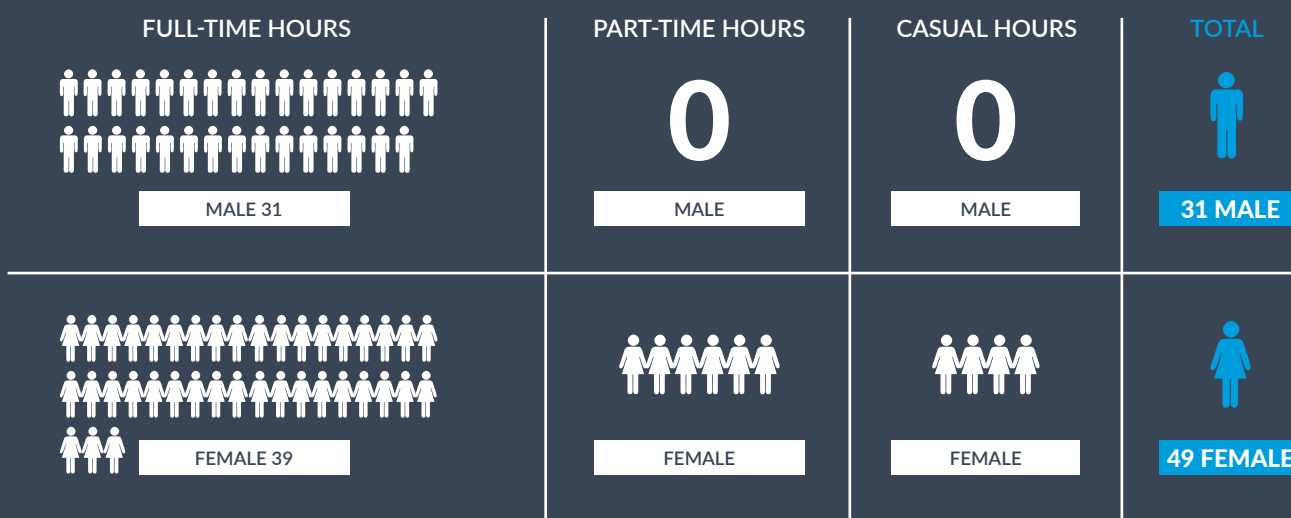 FULL-TIME HOURS
PART-TIME HOURS
CASUAL HOURS
TOTAL
0
0
MALE 31
MALE
MALE
31 MALE
FEMALE 39
FEMALE
FEMALE
49 FEMALE